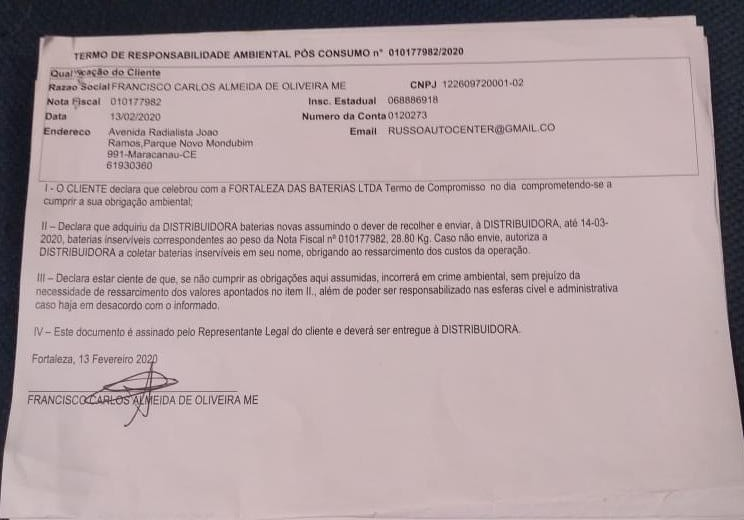 TERMO DE RESPONSABILIDADE AMBIENTAL PÓS CONSUMO nº 010177982/2020
Qualificação do Cliente
Razao Social FRANCISCO CARLOS ALMEIDA DE OLIVEIRA ME CNPJ 122609720001-02
Nota Fiscal 010177982 Insc. Estadual 068886918
Data 13/02/2020 Numero da Conta 0120273
Endereco Avenida Radialista Joao Email RUSSOAUTOCENTER@GMAIL.CO
Ramos,Parque Novo Mondubim
991-Maracanau-CE
61930360
I - O CLIENTE declara que celebrou com a FORTALEZA DAS BATERIAS LTDA Termo de Compromisso no dia comprometendo-se a
cumprir a sua obrigação ambiental;
II – Declara que adquiriu da DISTRIBUIDORA baterias novas assumindo o dever de recolher e enviar, à DISTRIBUIDORA, até 14-03-
2020, baterias inservíveis correspondentes ao peso da Nota Fiscal nº 010177982, 28.80 Kg. Caso não envie, autoriza a
DISTRIBUIDORA a coletar baterias inservíveis em seu nome, obrigando ao ressarcimento dos custos da operação.
III – Declara estar ciente de que, se não cumprir as obrigações aqui assumidas, incorrerá em crime ambiental, sem prejuízo da
necessidade de ressarcimento dos valores apontados no item II., além de poder ser responsabilizado nas esferas cível e administrativa
caso haja em desacordo com o informado.
IV – Este documento é assinado pelo Representante Legal do cliente e deverá ser entregue à DISTRIBUIDORA.
Fortaleza, 13 Fevereiro 2020
FRANCISCO CARLOS ALMEIDA DE OLIVEIRA ME